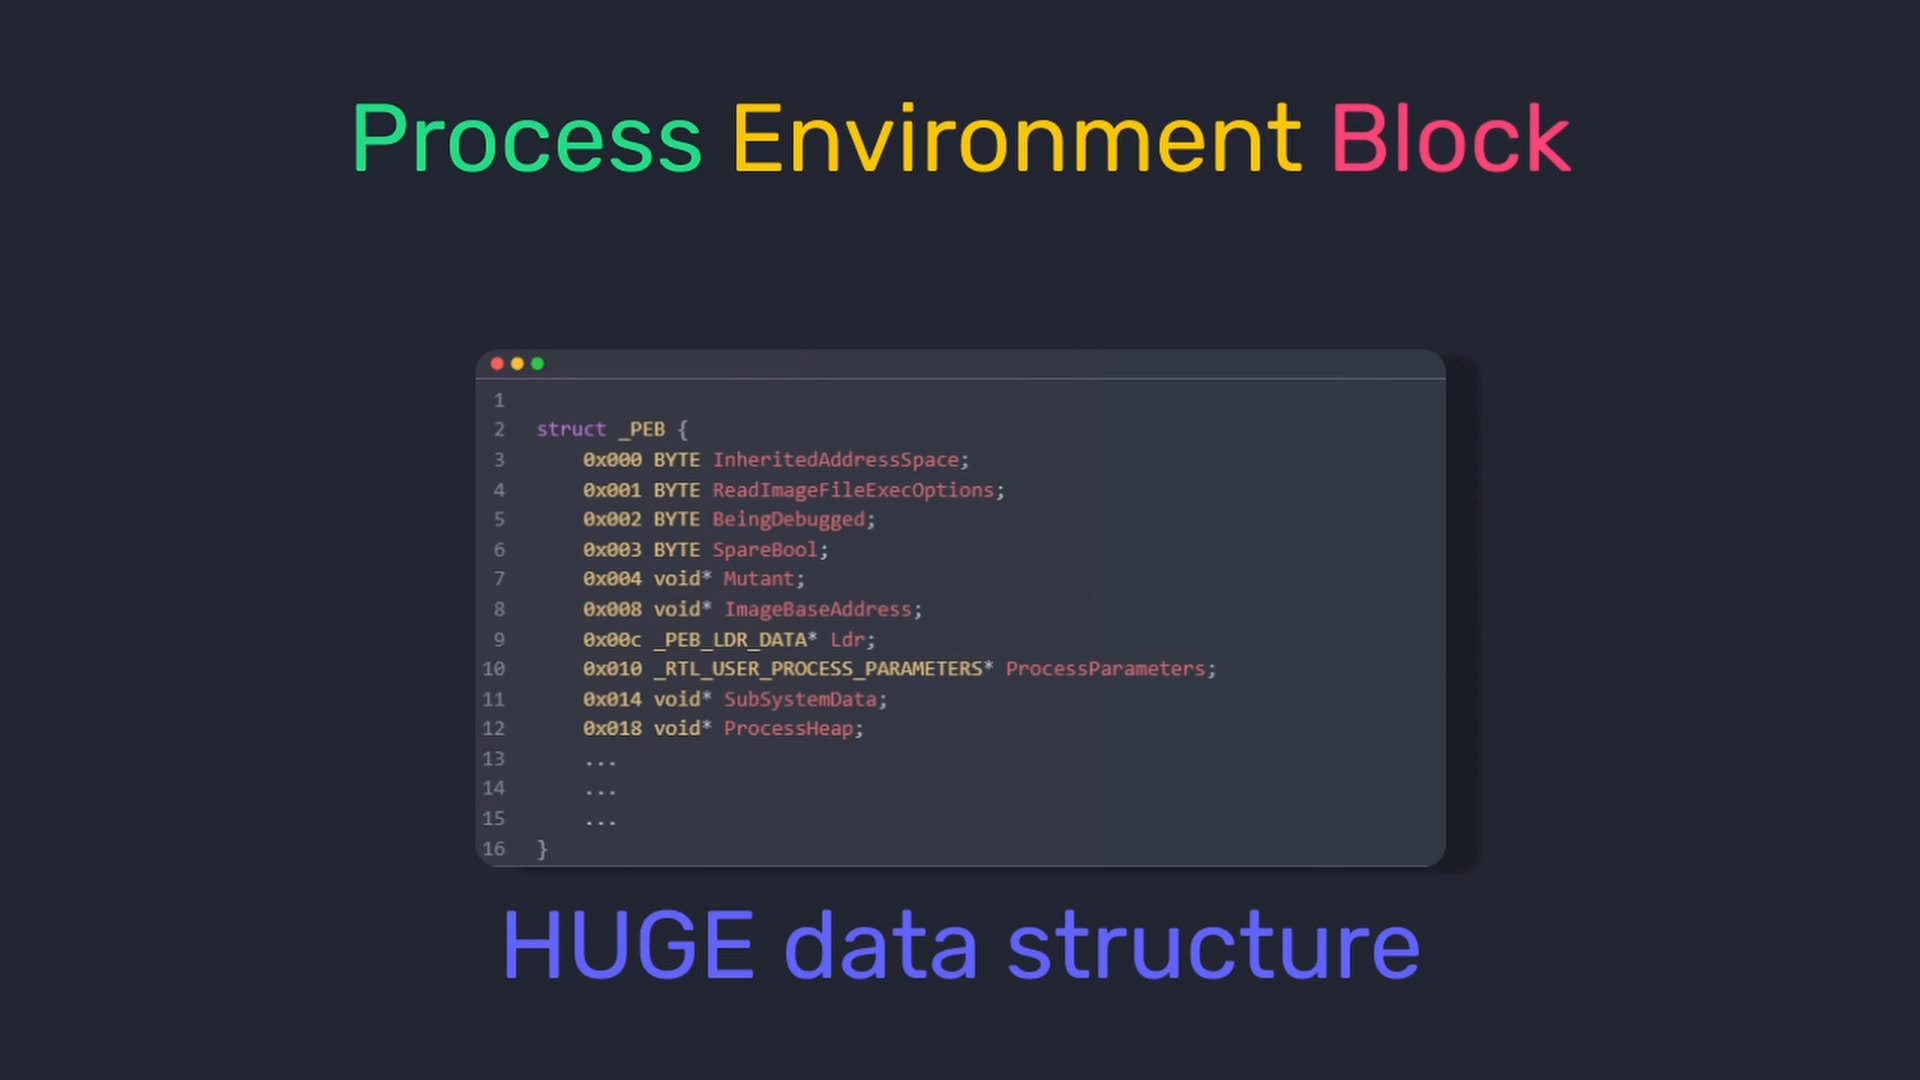 Process Environment Block
1
2 struct _PEB {
3 0x000 BYTE InheritedAddressSpace;
4 0x001 BYTE ReadImageFileExecOptions;
5 0x002 BYTE BeingDebugged;
6 0x003 BYTE SpareBool;
7 0x004 void* Mutant;
8 0x008 void* ImageBaseAddress;
9 0x00c _PEB_LDR_DATA* Ldr;
10 0x010 _RTL_USER_PROCESS_PARAMETERS* ProcessParameters;
11 0x014 void* SubSystemData;
12 0x018 void* ProcessHeap;
13 ...
14 ...
15 ...
16 }
HUGE data structure